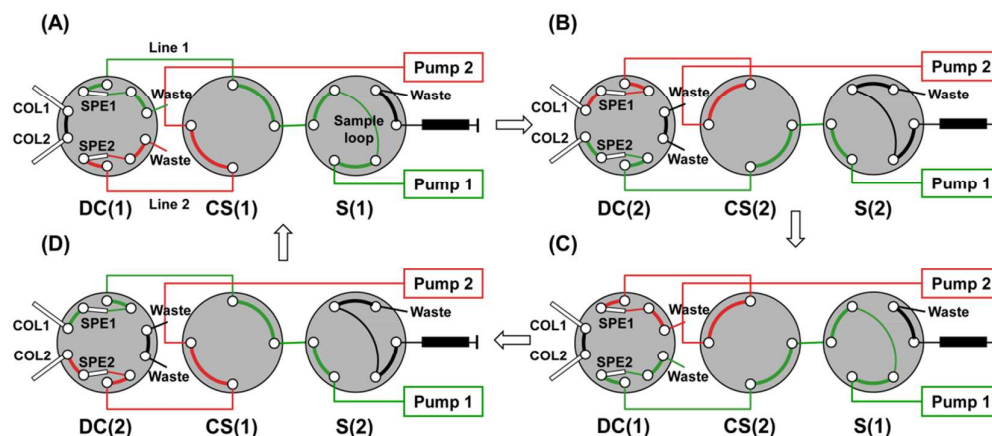 (A)
Line 1
Pump 2
Waste
Waste
COL1
SPE1
Sample
loop
COL2
SPE2
Waste
Pump 1
Line 2
DC(1)
CS(1)
S(1)
(B)
Pump 2
Waste
Waste
COL1
SPE1
COL2
SPE2
Waste
Pump 1
DC(2)
CS(2)
S(2)
(D)
Pump 2
Waste
Waste
COL1
SPE1
COL2
SPE2
Waste
Pump 1
DC(2)
CS(1)
S(2)
(C)
Pump 2
Waste
Waste
COL1
SPE1
COL2
SPE2
Waste
Pump 1
DC(1)
CS(2)
S(1)